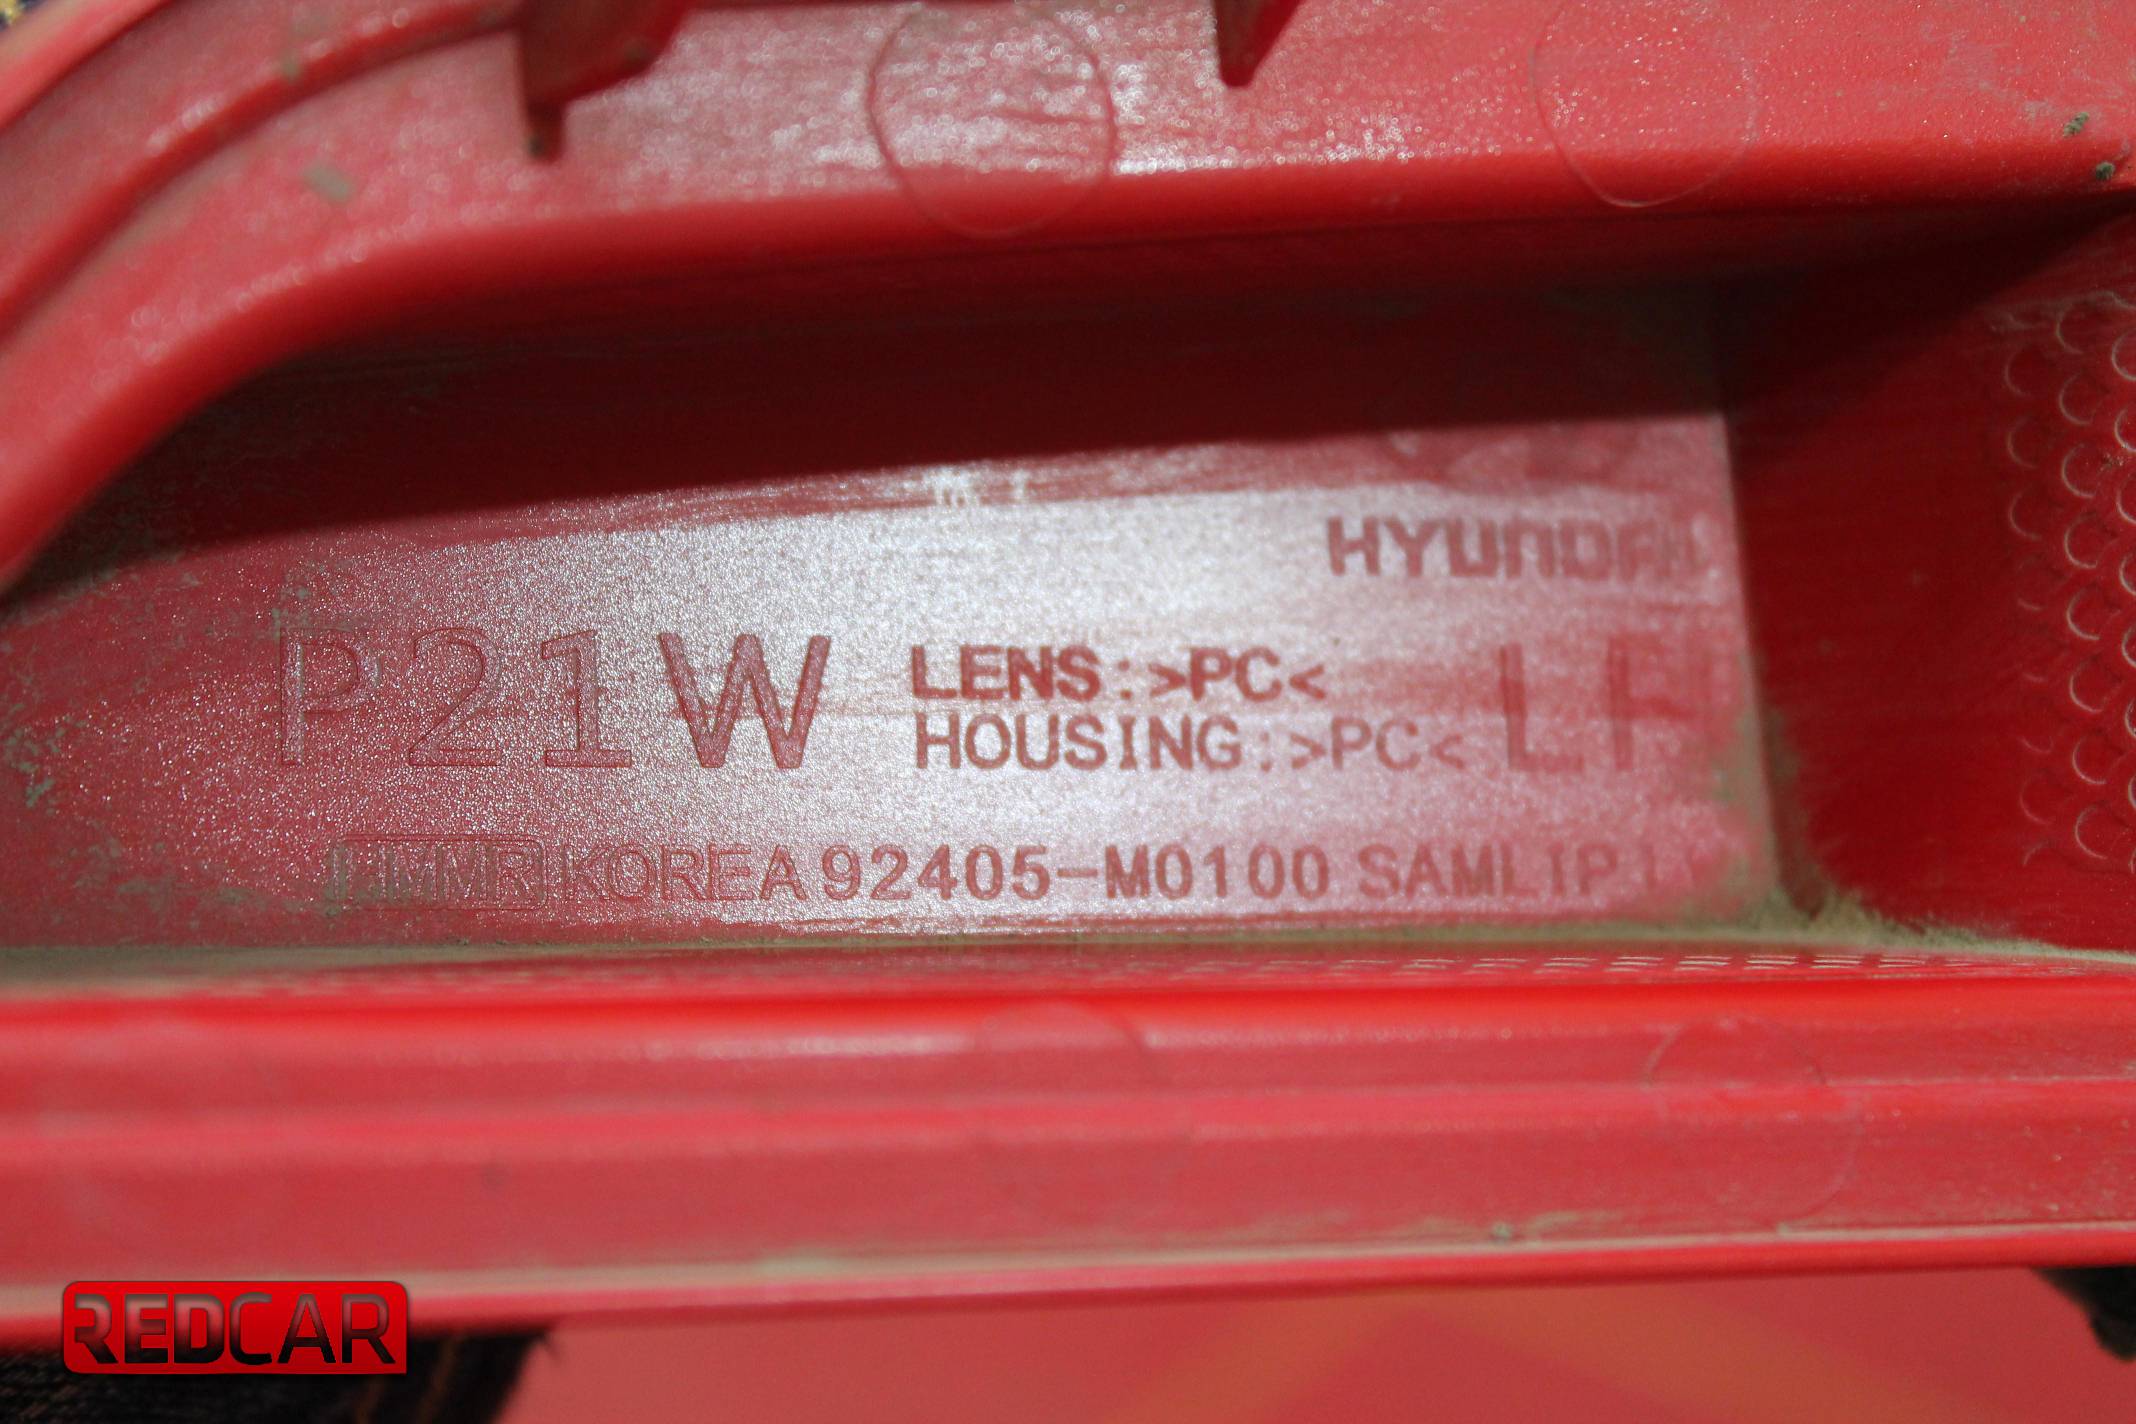 HYUNDAI
P21W LENS:>PC< LH
HOUSING:>PC<
HMMR KOREA 92405-M0100 SAMLIP
REDCAR